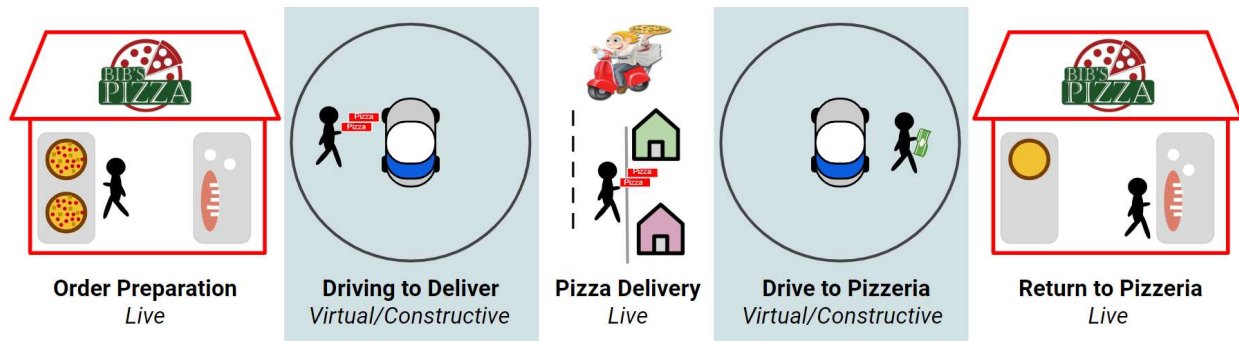 BIB'S
PIZZA
Pizza
Pizza
Pizza
Pizza
BIB'S
PIZZA
Order Preparation
Live
Driving to Deliver
Virtual/Constructive
Pizza Delivery
Live
Drive to Pizzeria
Virtual/Constructive
Return to Pizzeria
Live